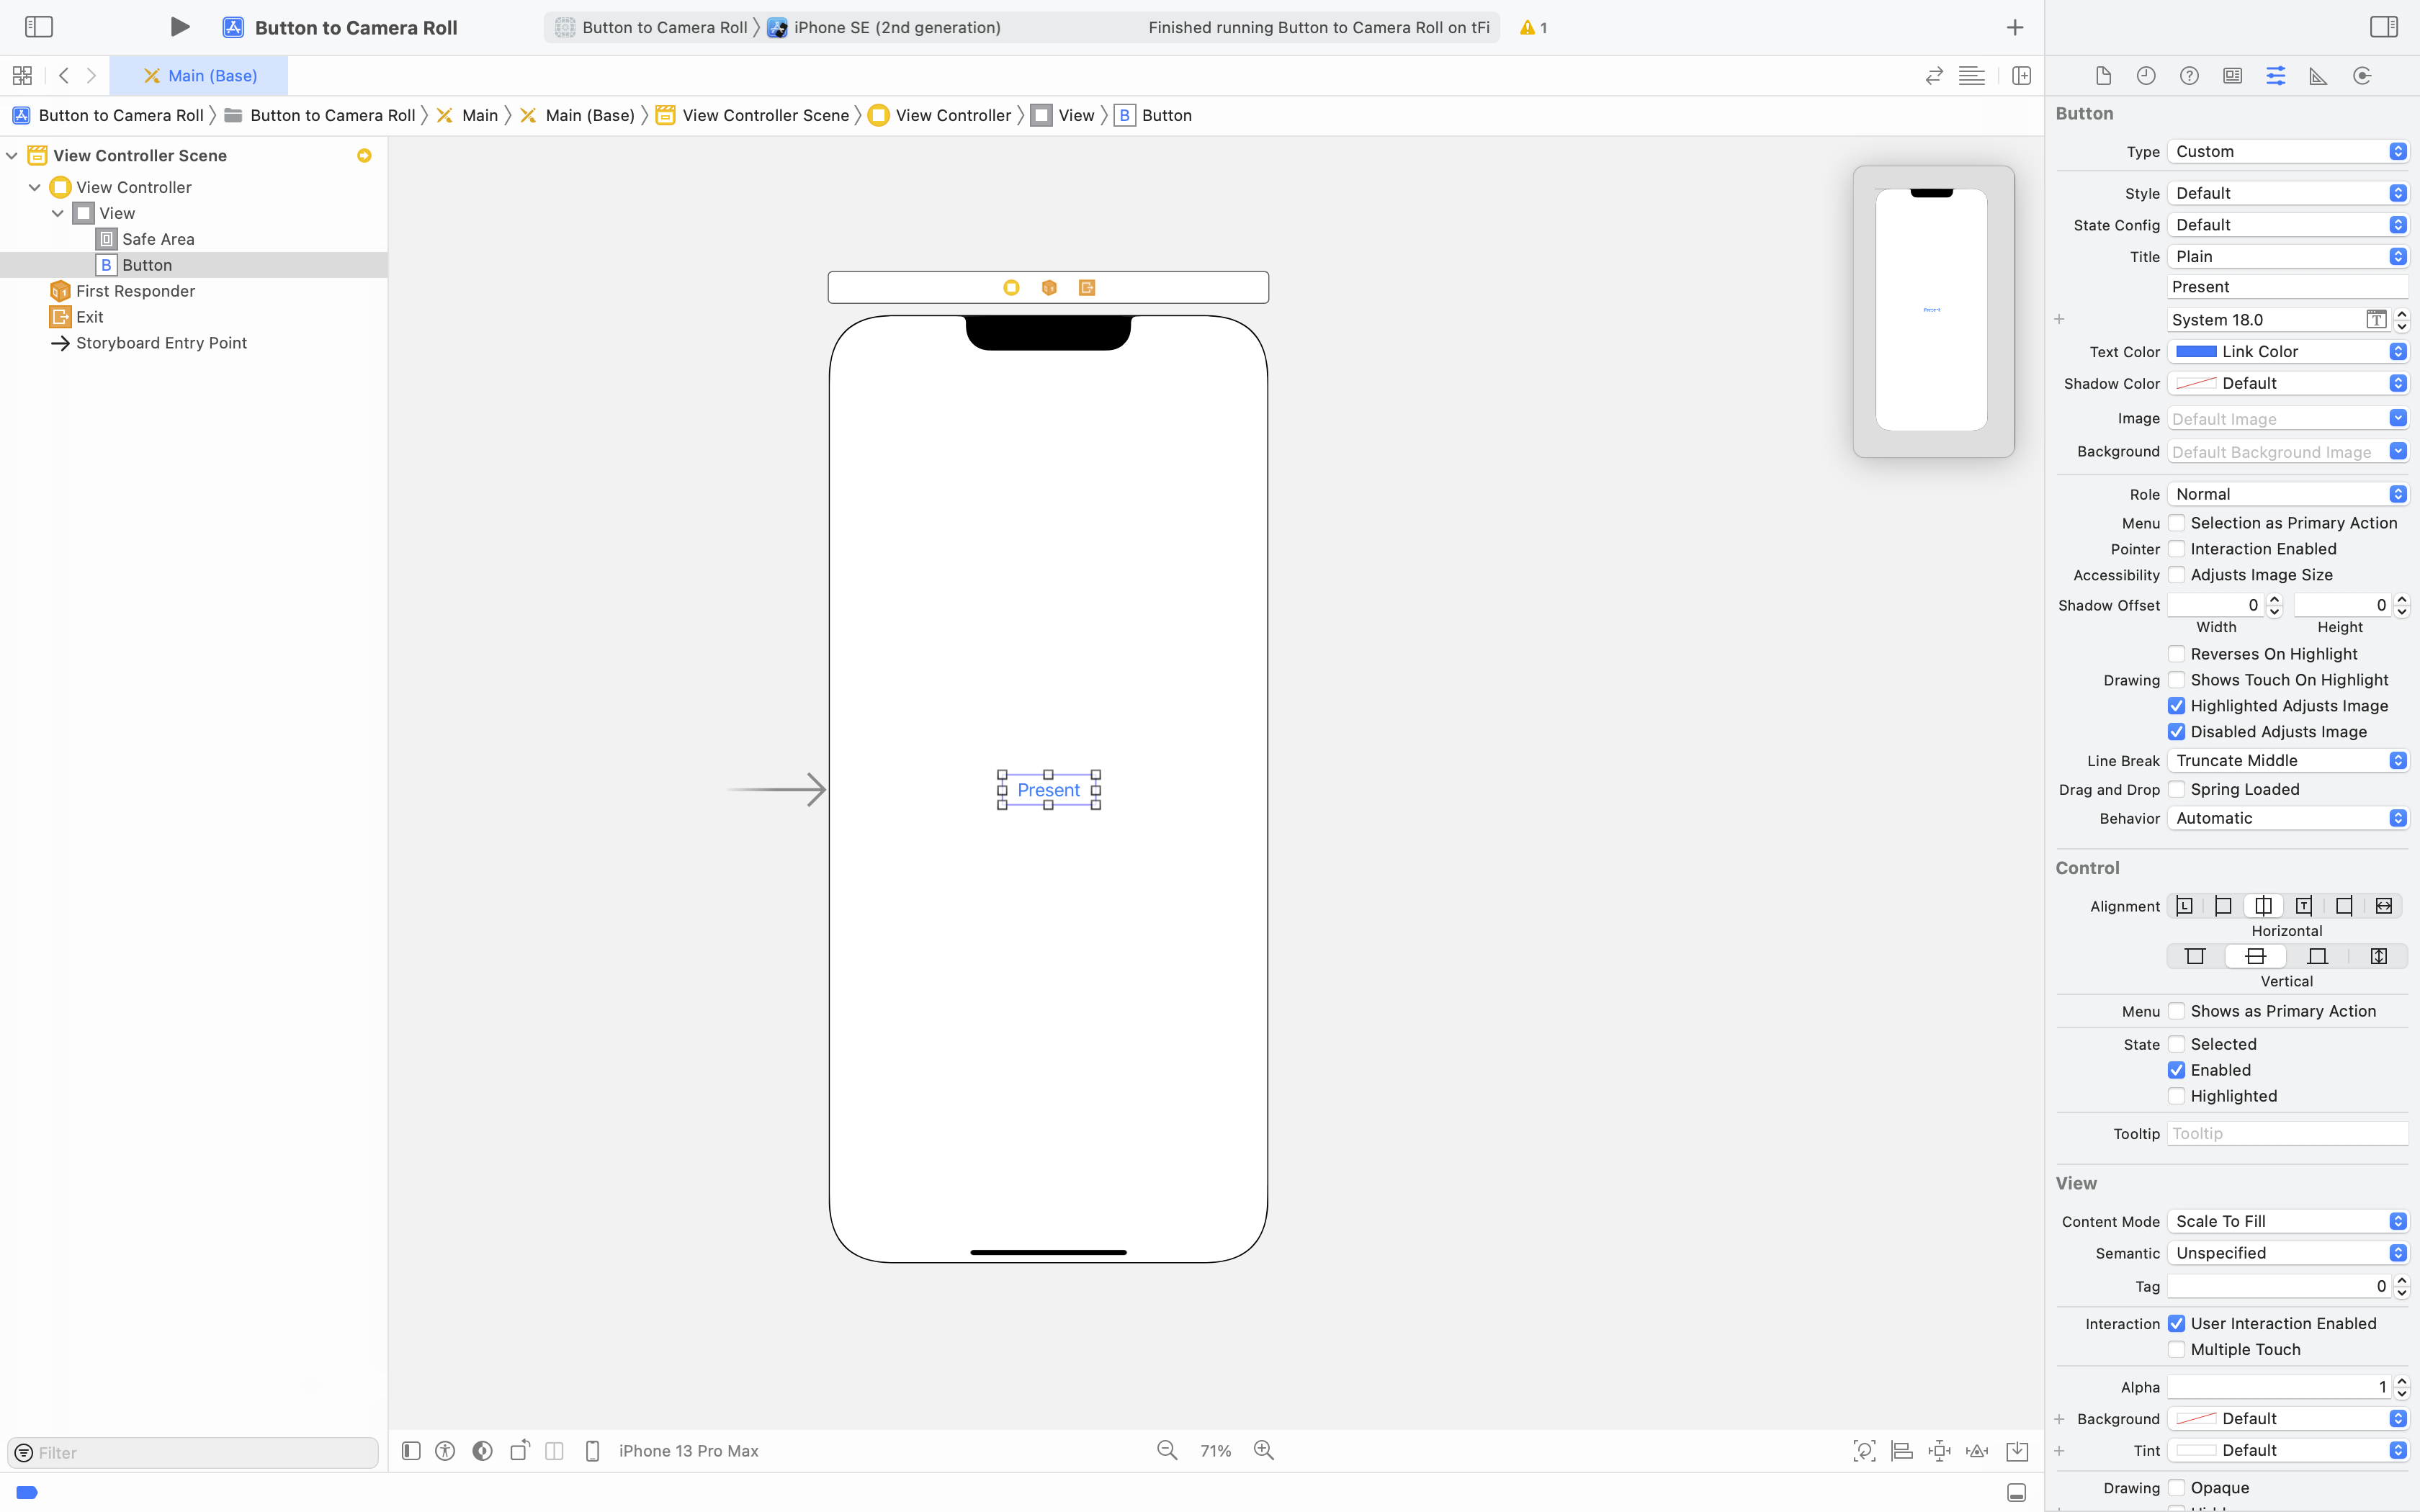 Button to Camera Roll
Button to Camera Roll
iPhone SE (2nd generation)
Finished running Button to Camera Roll on tFi
1
Main (Base)
Button to Camera Roll
Button to Camera Roll
Main
Main (Base)
View Controller Scene
View Controller
View
B Button
View Controller Scene
View Controller
View
Safe Area
B Button
First Responder
Exit
Storyboard Entry Point
Filter
Present
iPhone 13 Pro Max
71%
Button
Type Custom
Style Default
State Config Default
Title Plain
Present
System 18.0
Text Color Link Color
Shadow Color Default
Image Default Image
Background Default Background Image
Role Normal
Menu Selection as Primary Action
Pointer Interaction Enabled
Accessibility Adjusts Image Size
Shadow Offset 0 0
Width Height
Reverses On Highlight
Drawing Shows Touch On Highlight
Highlighted Adjusts Image
Disabled Adjusts Image
Line Break Truncate Middle
Drag and Drop Spring Loaded
Behavior Automatic
Control
Alignment
Horizontal
Vertical
Menu Shows as Primary Action
State Selected
Enabled
Highlighted
Tooltip Tooltip
View
Content Mode Scale To Fill
Semantic Unspecified
Tag 0
Interaction User Interaction Enabled
Multiple Touch
Alpha 1
Background Default
Tint Default
Drawing Opaque